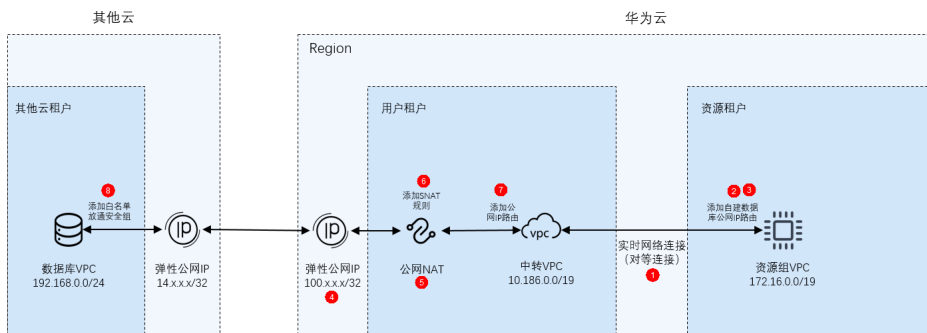 其他云
华为云
Region
其他云租户
用户租户
资源租户
8
添加白名单
放通安全组
6
添加SNAT
规则
7
添加公
网IP路由
2
3
添加自建数据
库公网IP路由
IP
IP
vpc
数据库VPC
192.168.0.0/24
弹性公网IP
14.x.x.x/32
弹性公网IP
100.x.x.x/32
4
公网NAT
5
中转VPC
10.186.0.0/19
实时网络连接
（对等连接）
1
资源组VPC
172.16.0.0/19